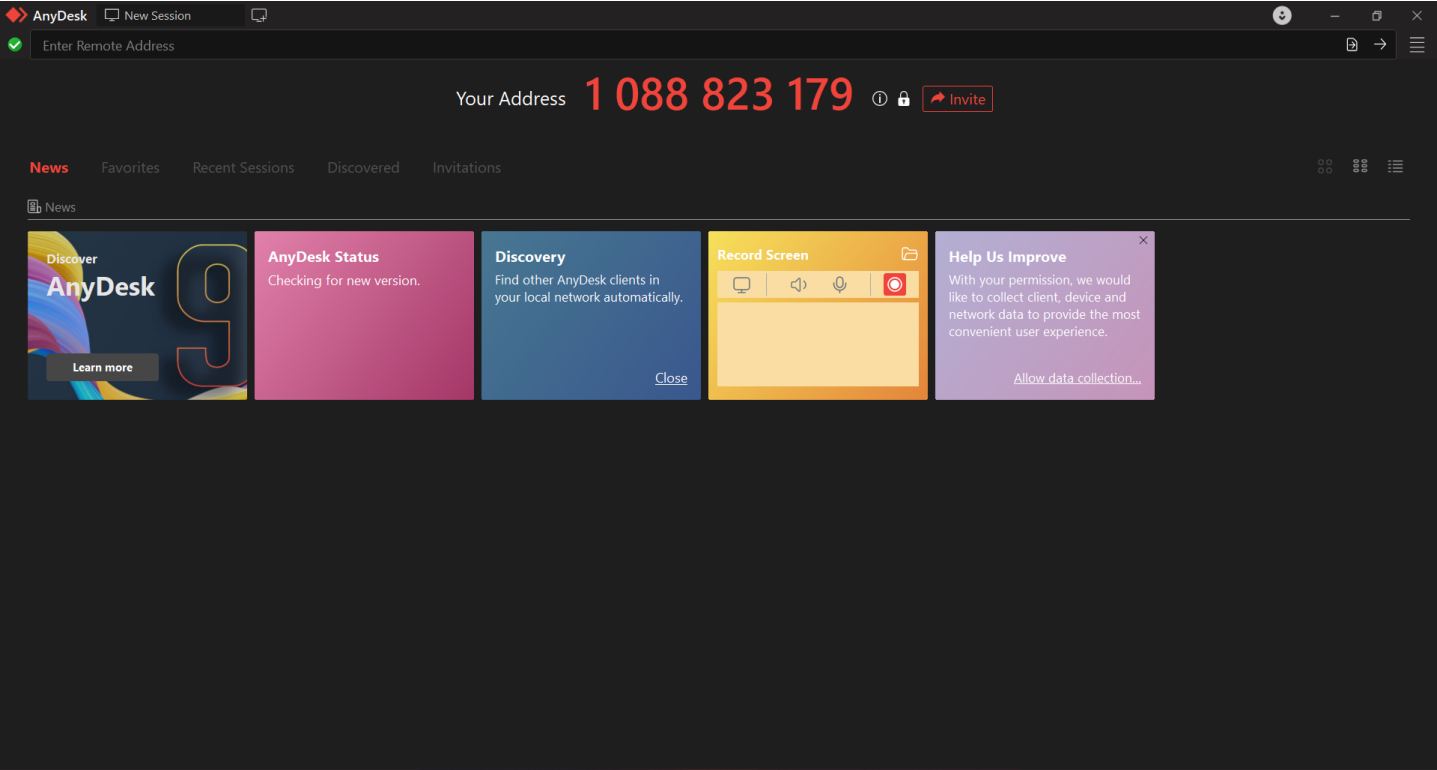 AnyDesk
New Session
Enter Remote Address
Your Address 1 088 823 179 Invite
News Favorites Recent Sessions Discovered Invitations
News
Discover
AnyDesk
9
Learn more
AnyDesk Status
Checking for new version.
Discovery
Find other AnyDesk clients in
your local network automatically.
Close
Record Screen
Help Us Improve
With your permission, we would
like to collect client, device and
network data to provide the most
convenient user experience.
Allow data collection...